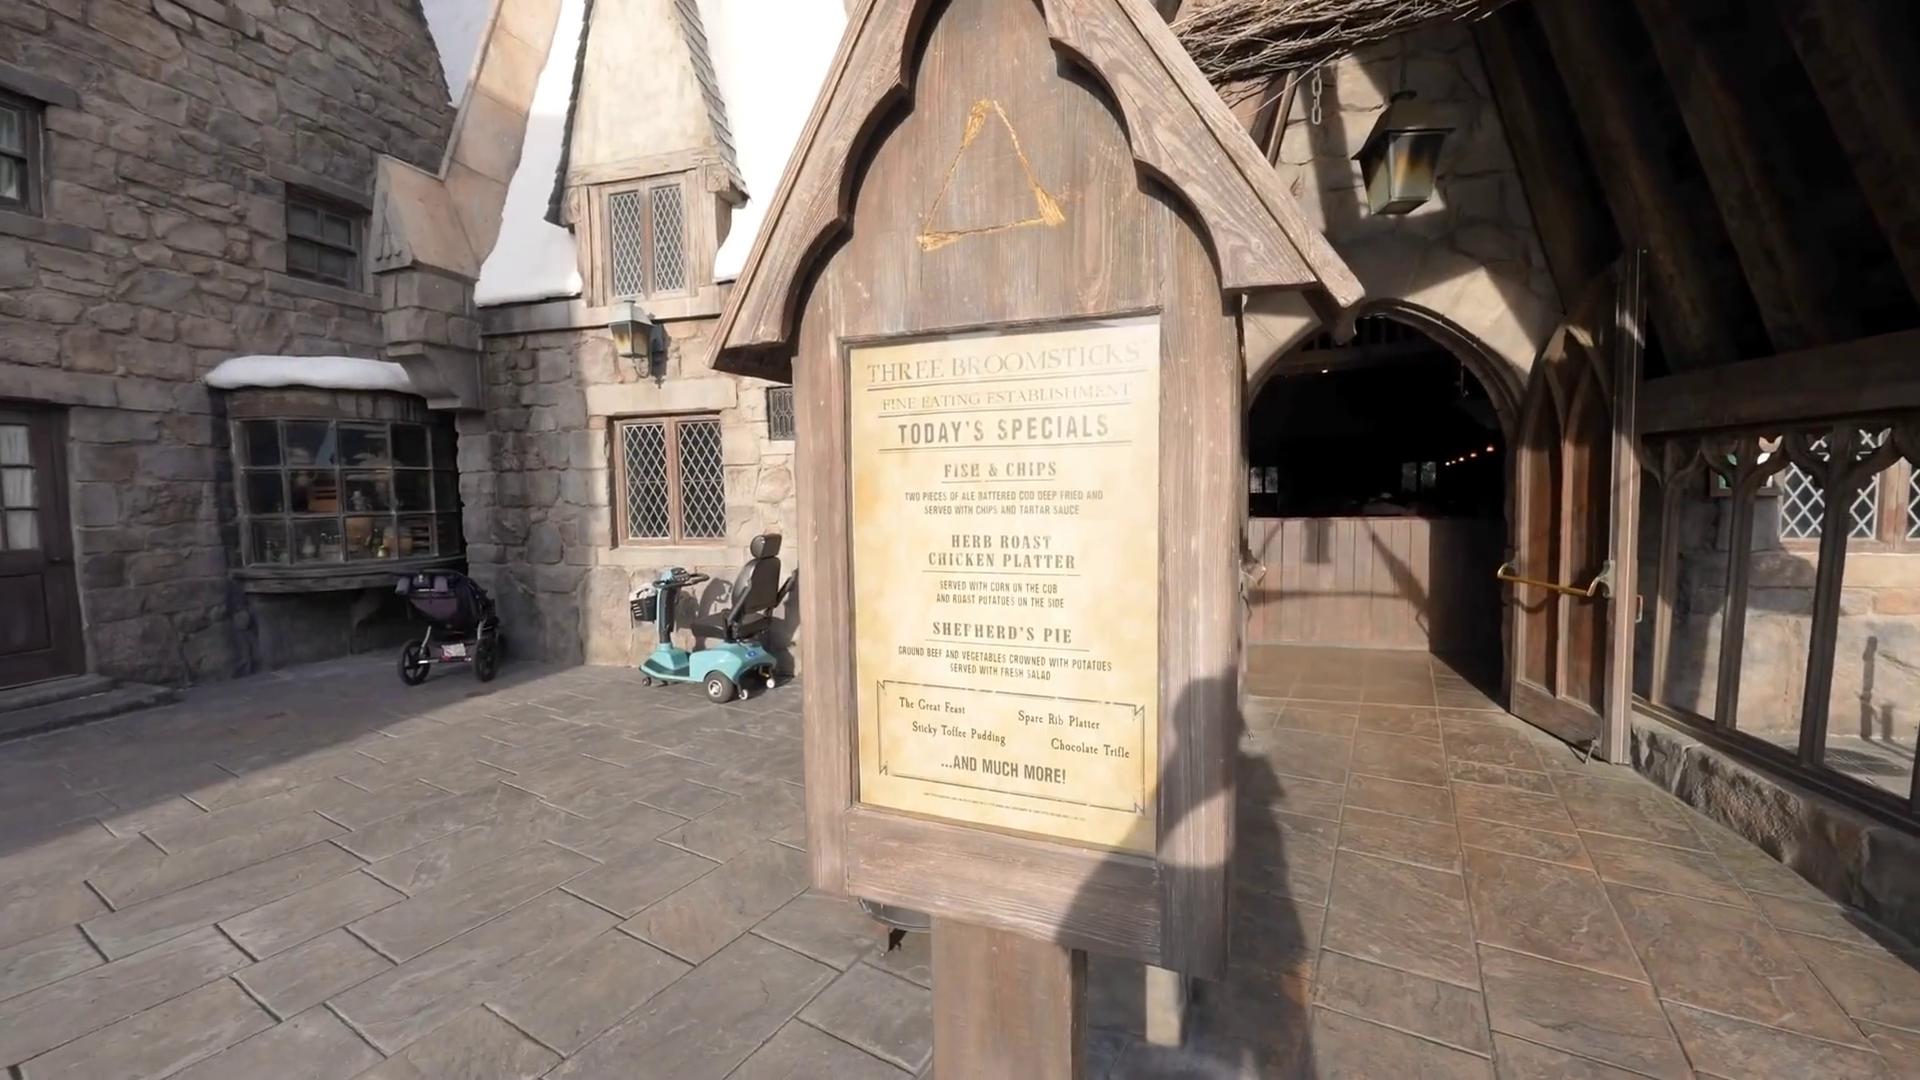 THREE BROOMSTICKS
FINE EATING ESTABLISHMENT
TODAY'S SPECIALS
FISH & CHIPS
TWO PIECES OF ALE BATTERED COD DEEP FRIED AND
SERVED WITH CHIPS AND TARTAR SAUCE
HERB ROAST
CHICKEN PLATTER
SERVED WITH CORN ON THE COB
AND ROAST POTATOES ON THE SIDE
SHEPHERD'S PIE
GROUND BEEF AND VEGETABLES CROWNED WITH POTATOES
SERVED WITH FRESH SALAD
The Great Feast
Spare Rib Platter
Sticky Toffee Pudding
Chocolate Trifle
...AND MUCH MORE!